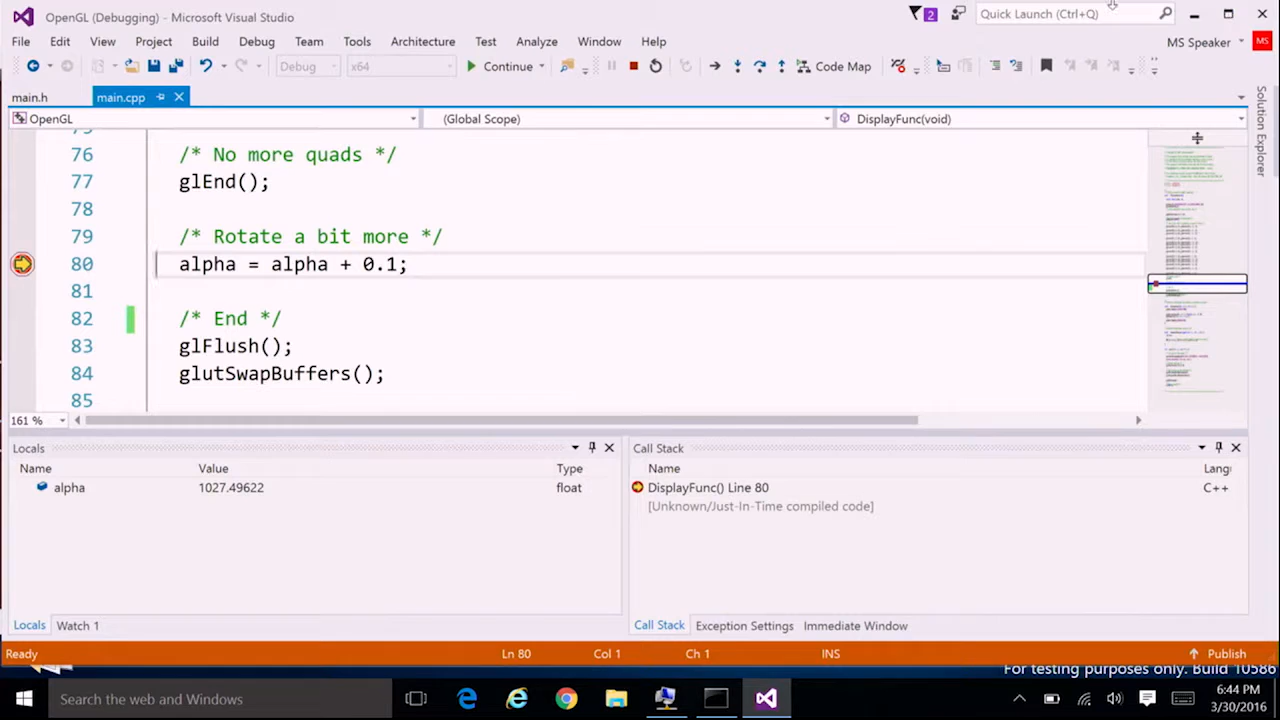 OpenGL (Debugging) - Microsoft Visual Studio
2
Quick Launch (Ctrl+Q)
File Edit View Project Build Debug Team Tools Architecture Test Analyze Window Help
MS Speaker MS
Debug x64 Continue Code Map
main.h main.cpp
OpenGL (Global Scope) DisplayFunc(void)
Solution Explorer
76 /* No more quads */
77 glEnd();
78
79 /* Rotate a bit more */
80 alpha = alpha + 0.1;
81
82 /* End */
83 glFlush();
84 glutSwapBuffers();
85
161 %
Locals
Name Value Type
alpha 1027.49622 float
Locals Watch 1
Call Stack
Name Lang
DisplayFunc() Line 80 C++
[Unknown/Just-In-Time compiled code]
Call Stack Exception Settings Immediate Window
Ready Ln 80 Col 1 Ch 1 INS Publish
For testing purposes only. Build 10586
Search the web and Windows
6:44 PM
3/30/2016